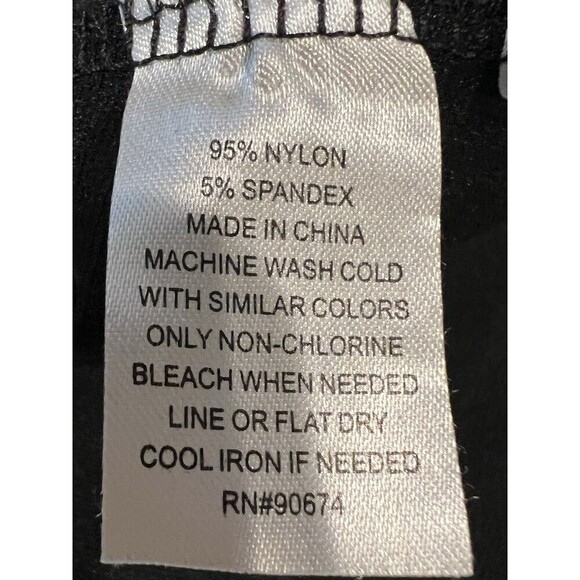 95% NYLON
5% SPANDEX
MADE IN CHINA
MACHINE WASH COLD
WITH SIMILAR COLORS
ONLY NON-CHLORINE
BLEACH WHEN NEEDED
LINE OR FLAT DRY
COOL IRON IF NEEDED
RN#90674